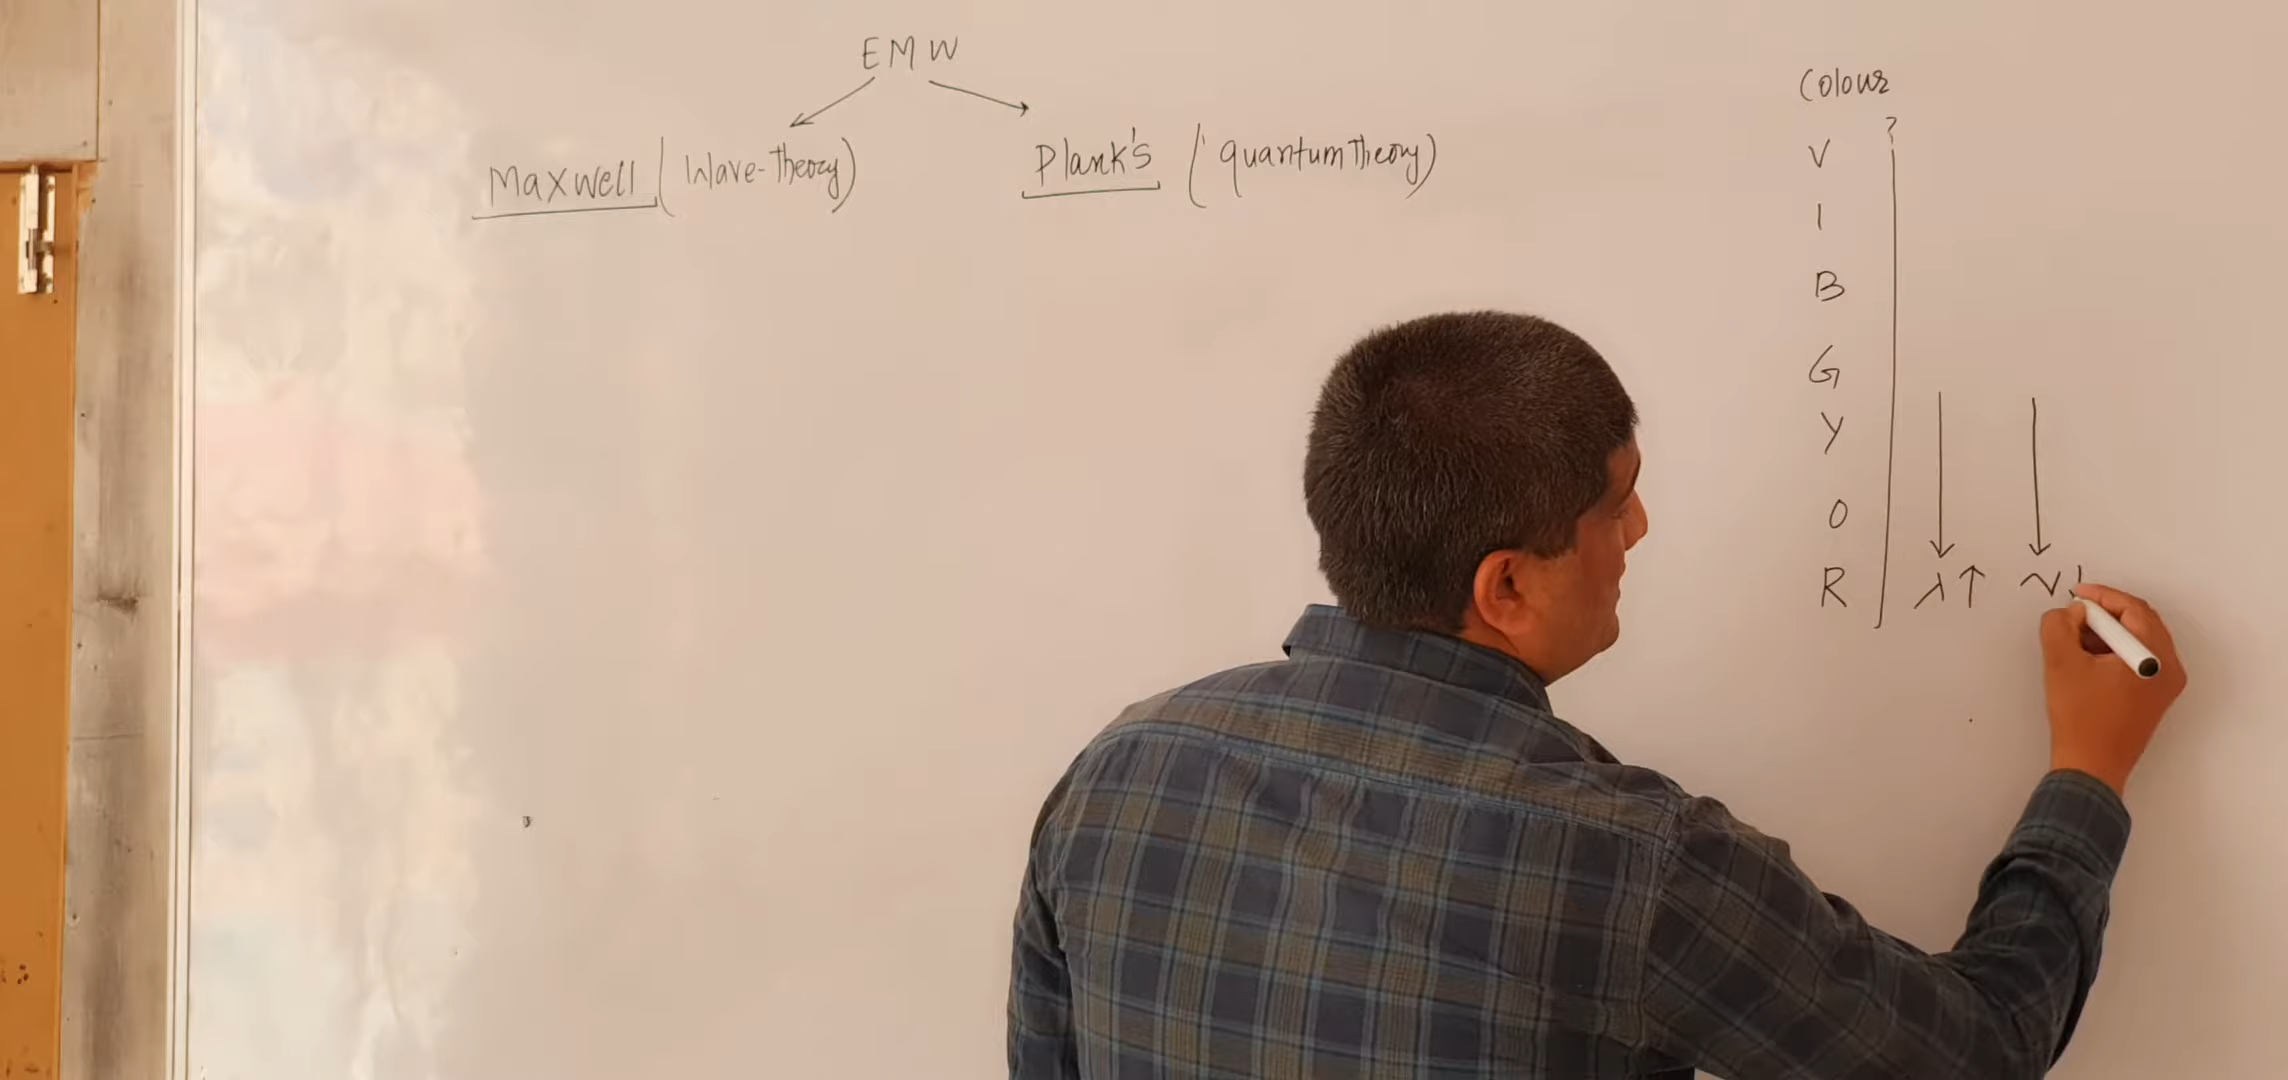 EMW
Maxwell (Wave-Theory)
Plank's (quantum Theory)
Colour
V
I
B
G
Y
O
R
λ↑ ν